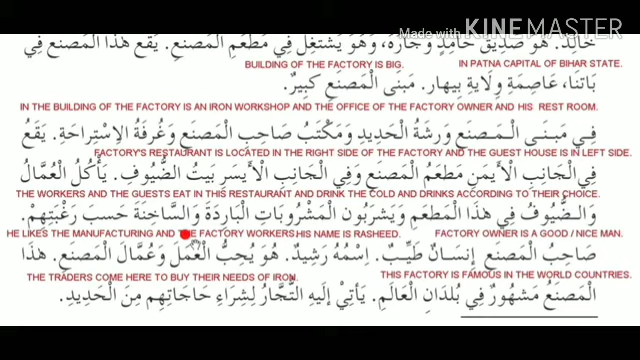 Made with KINEMASTER
خَالِدٌ. هُوَ صَدِيقُ حَامِدٍ وَجَارُهُ، وَهُوَ يَشْتَغِلُ فِي مَطْعَمِ الْمَصْنَعِ. يَقَعُ هٰذَا الْمَصْنَعُ فِي
BUILDING OF THE FACTORY IS BIG. IN PATNA CAPITAL OF BIHAR STATE.
بَاتْنَا، عَاصِمَةِ وِلَايَةِ بِيهَار. مَبْنَى الْمَصْنَعِ كَبِيرٌ.
IN THE BUILDING OF THE FACTORY IS AN IRON WORKSHOP AND THE OFFICE OF THE FACTORY OWNER AND HIS REST ROOM.
فِي مَبْنَى الْمَصْنَعِ وَرْشَةُ الْحَدِيدِ وَمَكْتَبُ صَاحِبِ الْمَصْنَعِ وَغُرْفَةُ الِاسْتِرَاحَةِ. يَقَعُ
FACTORY'S RESTAURANT IS LOCATED IN THE RIGHT SIDE OF THE FACTORY AND THE GUEST HOUSE IS IN LEFT SIDE.
فِي الْجَانِبِ الْأَيْمَنِ مَطْعَمُ الْمَصْنَعِ وَفِي الْجَانِبِ الْأَيْسَرِ بَيْتُ الضُّيُوفِ. يَأْكُلُ الْعُمَّالُ
THE WORKERS AND THE GUESTS EAT IN THIS RESTAURANT AND DRINK THE COLD AND DRINKS ACCORDING TO THEIR CHOICE.
وَالضُّيُوفُ فِي هٰذَا الْمَطْعَمِ وَيَشْرَبُونَ الْمَشْرُوبَاتِ الْبَارِدَةَ وَالسَّاخِنَةَ حَسَبَ رَغْبَتِهِمْ.
HE LIKES THE MANUFACTURING AND THE FACTORY WORKERS. HIS NAME IS RASHEED. FACTORY OWNER IS A GOOD / NICE MAN.
صَاحِبُ الْمَصْنَعِ إِنْسَانٌ طَيِّبٌ. اِسْمُهُ رَشِيدٌ. هُوَ يُحِبُّ الْعَمَلَ وَعُمَّالَ الْمَصْنَعِ. هٰذَا
THE TRADERS COME HERE TO BUY THEIR NEEDS OF IRON. THIS FACTORY IS FAMOUS IN THE WORLD COUNTRIES.
الْمَصْنَعُ مَشْهُورٌ فِي بُلْدَانِ الْعَالَمِ. يَأْتِيْ إِلَيْهِ التُّجَّارُ لِشِرَاءِ حَاجَاتِهِمْ مِنَ الْحَدِيدِ.